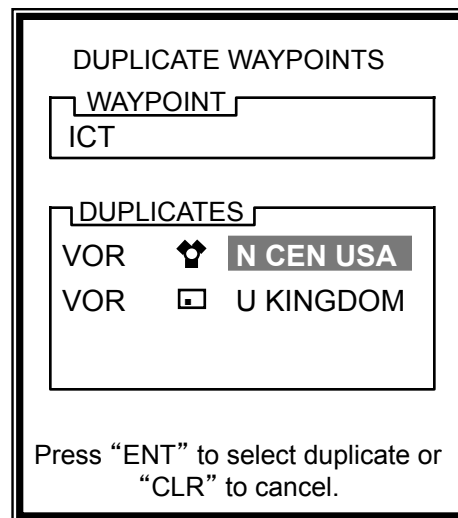 DUPLICATE WAYPOINTS
WAYPOINT
ICT
DUPLICATES
VOR N CEN USA
VOR U KINGDOM
Press “ENT” to select duplicate or
“CLR” to cancel.